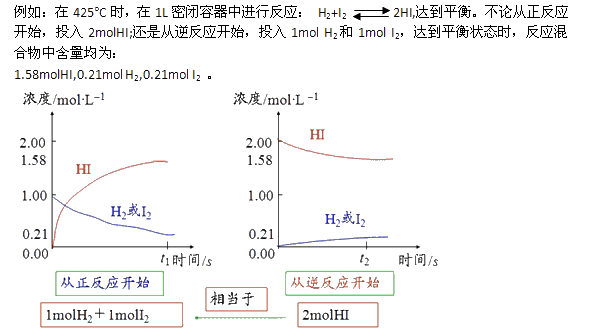 例如：在 425℃时，在 1L 密闭容器中进行反应： H₂+I₂ ⇌ 2HI,达到平衡。不论从正反应
开始，投入 2molHI;还是从逆反应开始，投入 1mol H₂ 和 1mol I₂，达到平衡状态时，反应混
合物中含量均为：
1.58molHI,0.21mol H₂,0.21mol I₂ 。
浓度/mol·L⁻¹
2.00
1.58
1.00
0.21
0.00
HI
H₂或I₂
t₁ 时间/s
浓度/mol·L⁻¹
2.00
1.58
1.00
0.21
0.00
HI
H₂或I₂
t₂ 时间/s
从正反应开始
从逆反应开始
1molH₂＋1molI₂
相当于
2molHI